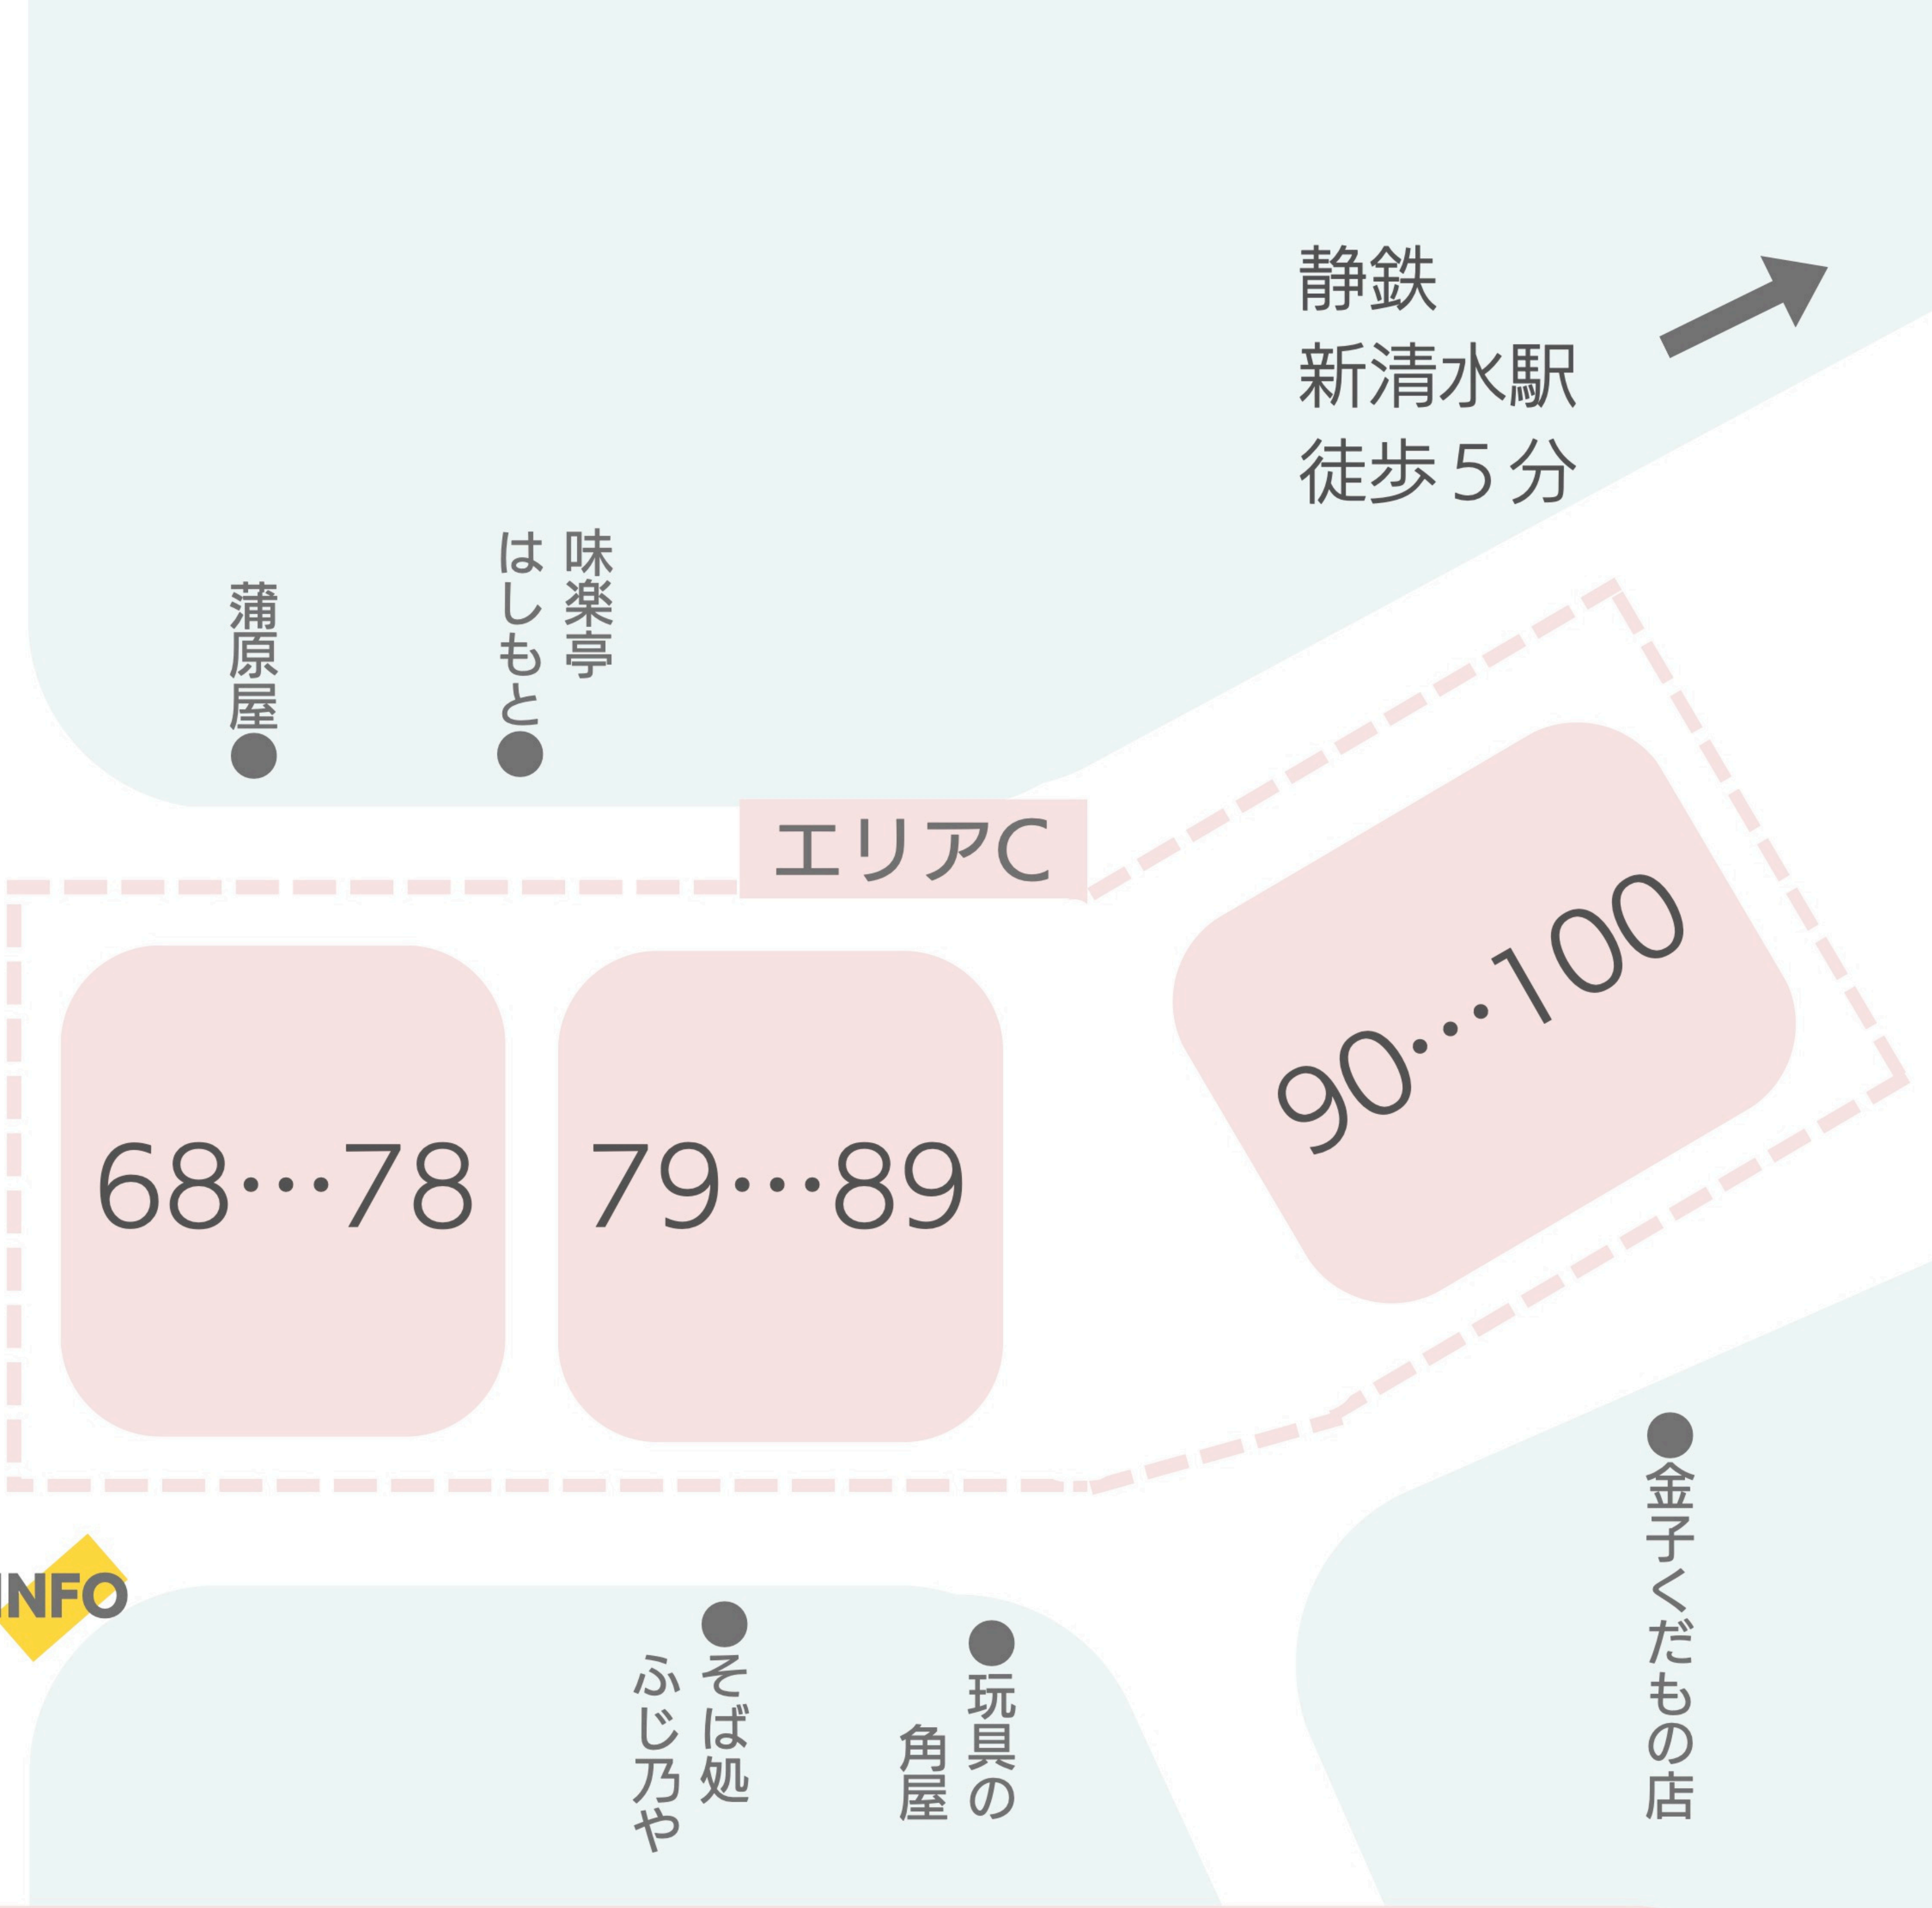 静鉄
新清水駅
徒歩５分
味楽亭
はしもと
蒲原屋
エリアC
68…78
79…89
90…100
INFO
金子くだもの店
玩具の
角屋
そば処
ふじ乃や